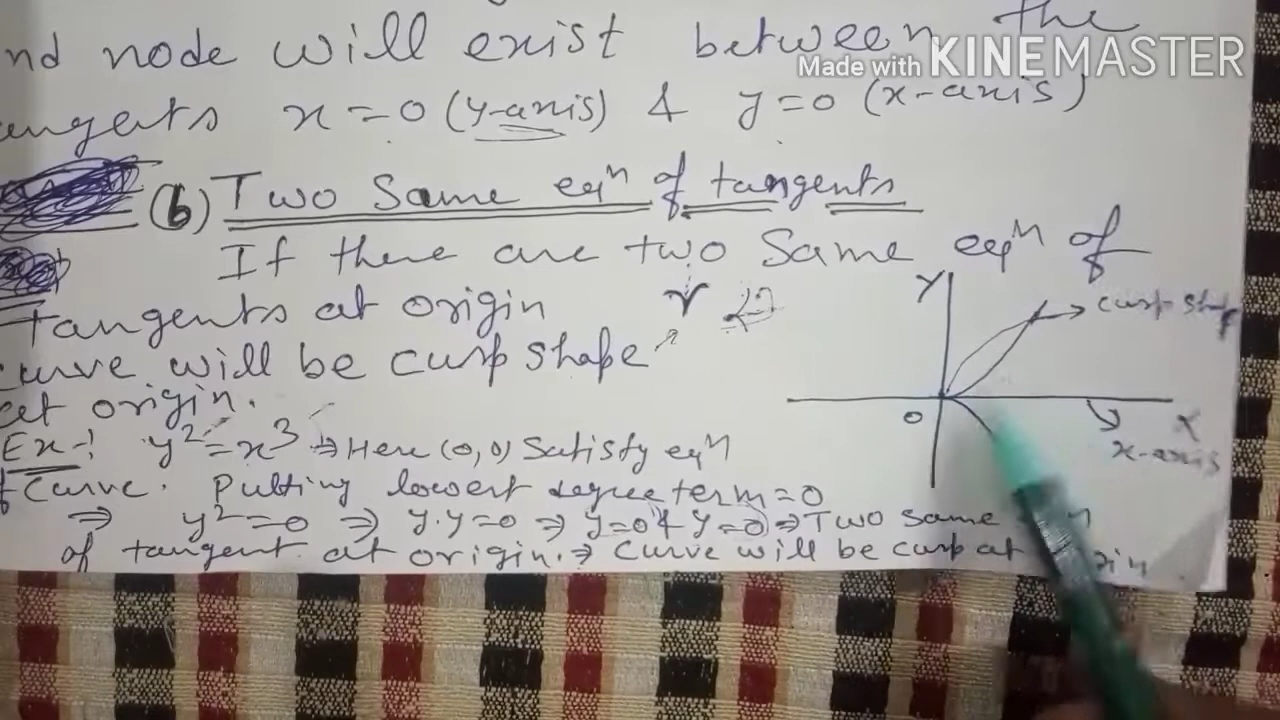 nd node will exist between the
Made with KINEMASTER
angents x=0 (y-axis) & y=0 (x-axis)
(b) Two Same eqⁿ of tangents
If there are two Same eqⁿ of
Tangents at origin
curve will be cusp shape
at origin.
Y
cusp shap
O
X
x-axis
Ex-! y²=x³ ⇒ Here (0,0) Satisfy eqⁿ
f Curve. Putting lowest degree term=0
⇒ y²=0 ⇒ y.y=0 ⇒ y=0 & y=0 ⇒ Two same
of tangent at origin. ⇒ Curve will be cusp at